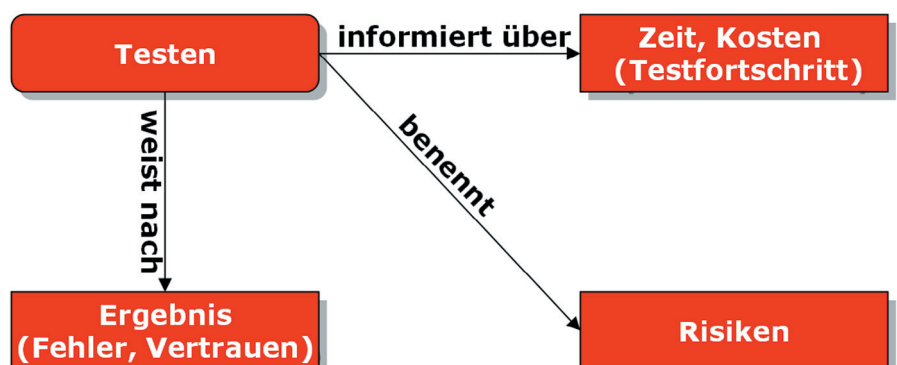 Testen
informiert über
Zeit, Kosten
(Testfortschritt)
weist nach
benennt
Ergebnis
(Fehler, Vertrauen)
Risiken